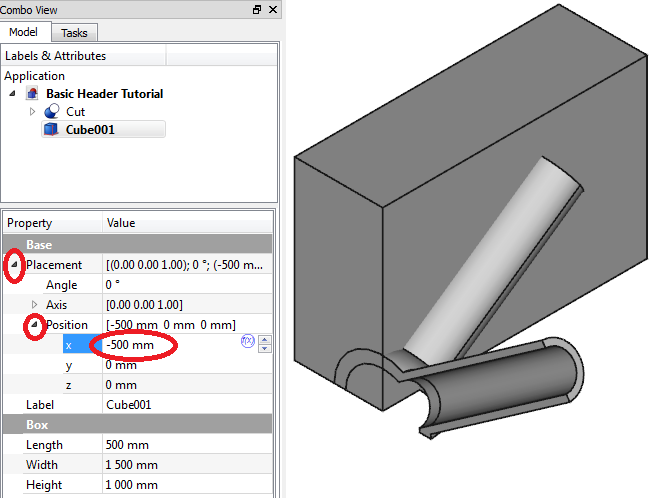 Combo View
Model Tasks
Labels & Attributes
Application
Basic Header Tutorial
Cut
Cube001
Property Value
Base
Placement [(0.00 0.00 1.00); 0 °; (-500 m...
Angle 0 °
Axis [0.00 0.00 1.00]
Position [-500 mm 0 mm 0 mm]
x -500 mm f(x)
y 0 mm
z 0 mm
Label Cube001
Box
Length 500 mm
Width 1 500 mm
Height 1 000 mm